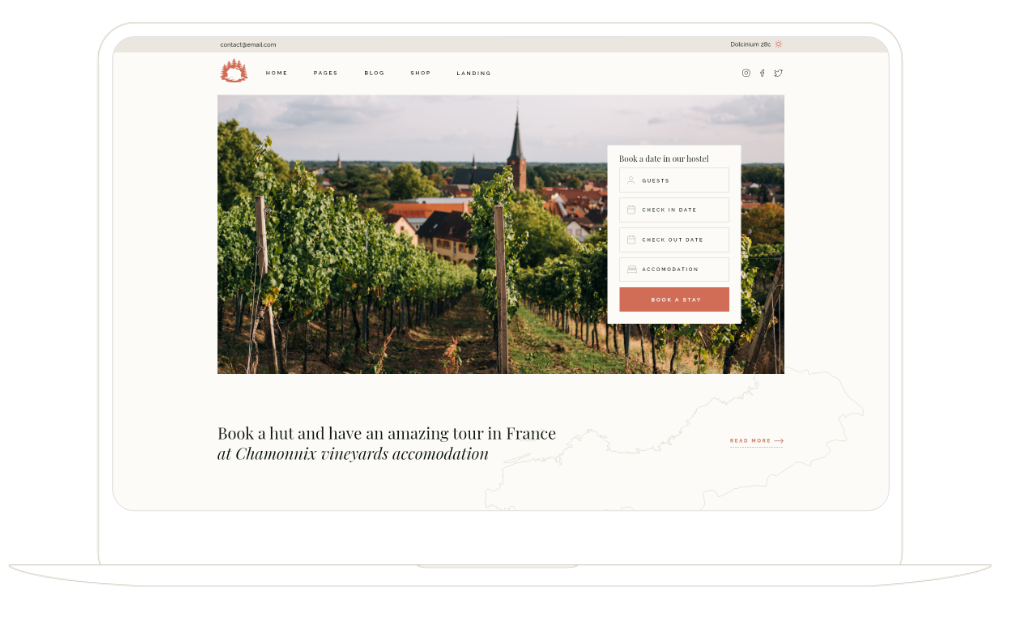 contact@email.com
Dolcinium 28c
HOME PAGES BLOG SHOP LANDING
Book a date in our hostel
GUESTS
CHECK IN DATE
CHECK OUT DATE
ACCOMODATION
BOOK A STAY
Book a hut and have an amazing tour in France
at Chamonnix vineyards accomodation
READ MORE